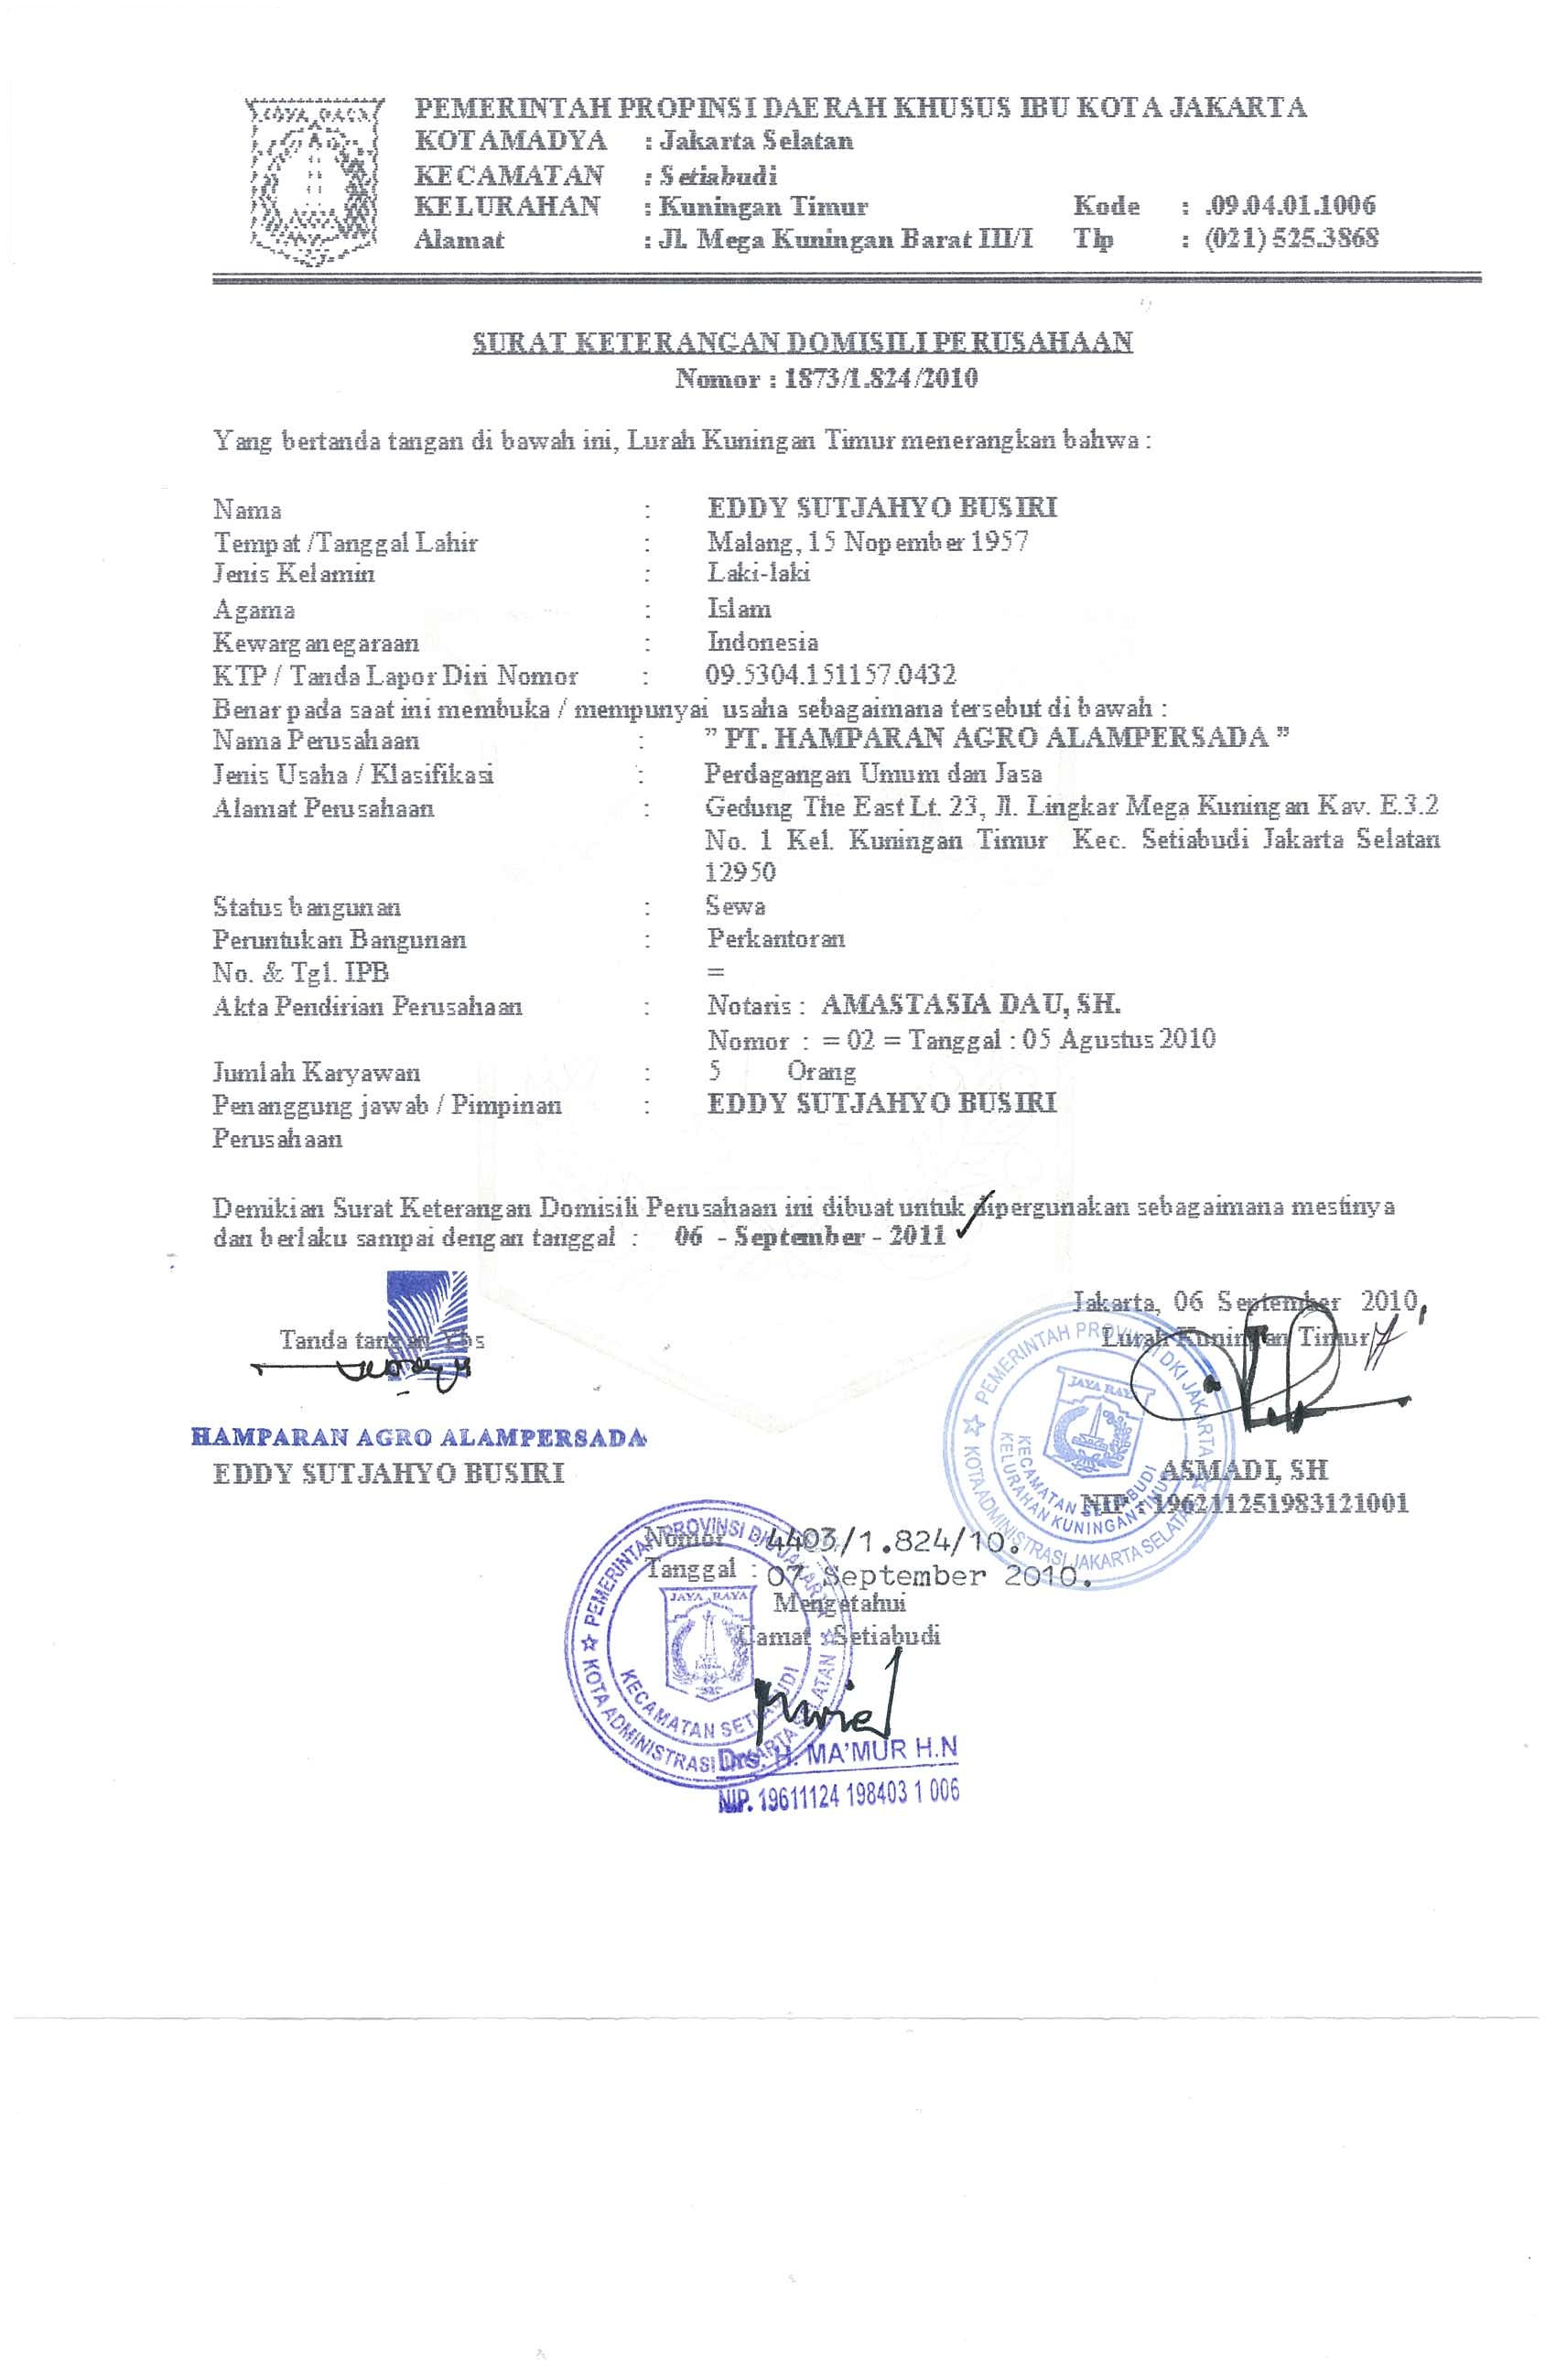 JAYA RAYA
PEMERINTAH PROPINSI DAERAH KHUSUS IBU KOTA JAKARTA
KOTAMADYA : Jakarta Selatan
KECAMATAN : Setiabudi
KELURAHAN : Kuningan Timur Kode : .09.04.01.1006
Alamat : Jl. Mega Kuningan Barat III/I Tlp : (021) 525.3868
SURAT KETERANGAN DOMISILI PERUSAHAAN
Nomor : 1873/1.824/2010
Yang bertanda tangan di bawah ini, Lurah Kuningan Timur menerangkan bahwa :
Nama : EDDY SUTJAHYO BUSIRI
Tempat /Tanggal Lahir : Malang, 15 Nopember 1957
Jenis Kelamin : Laki-laki
Agama : Islam
Kewarganegaraan : Indonesia
KTP / Tanda Lapor Diri Nomor : 09.5304.151157.0432
Benar pada saat ini membuka / mempunyai usaha sebagaimana tersebut di bawah :
Nama Perusahaan : ” PT. HAMPARAN AGRO ALAMPERSADA ”
Jenis Usaha / Klasifikasi : Perdagangan Umum dan Jasa
Alamat Perusahaan : Gedung The East Lt. 23, Jl. Lingkar Mega Kuningan Kav. E.3.2
No. 1 Kel. Kuningan Timur Kec. Setiabudi Jakarta Selatan
12950
Status bangunan : Sewa
Peruntukan Bangunan : Perkantoran
No. & Tgl. IPB =
Akta Pendirian Perusahaan : Notaris : AMASTASIA DAU, SH.
Nomor : = 02 = Tanggal : 05 Agustus 2010
Jumlah Karyawan : 5 Orang
Penanggung jawab / Pimpinan : EDDY SUTJAHYO BUSIRI
Perusahaan
Demikian Surat Keterangan Domisili Perusahaan ini dibuat untuk dipergunakan sebagaimana mestinya
dan berlaku sampai dengan tanggal : 06 - September - 2011
Jakarta, 06 September 2010,
Tanda tangan Ybs
Lurah Kuningan Timur
HAMPARAN AGRO ALAMPERSADA
EDDY SUTJAHYO BUSIRI
PEMERINTAH PROVINSI DKI JAKARTA
KOTA ADMINISTRASI JAKARTA SELATAN
JAYA RAYA
KECAMATAN SETIABUDI
KELURAHAN KUNINGAN TIMUR
ASMADI, SH
NIP : 196211251983121001
Nomor : 4403/1.824/10.
Tanggal : 07 September 2010.
Mengetahui
Camat : Setiabudi
PEMERINTAH PROVINSI DKI JAKARTA
KOTA ADMINISTRASI JAKARTA SELATAN
JAYA RAYA
KECAMATAN SETIABUDI
Drs. H. MA'MUR H.N
NIP. 19611124 198403 1 006